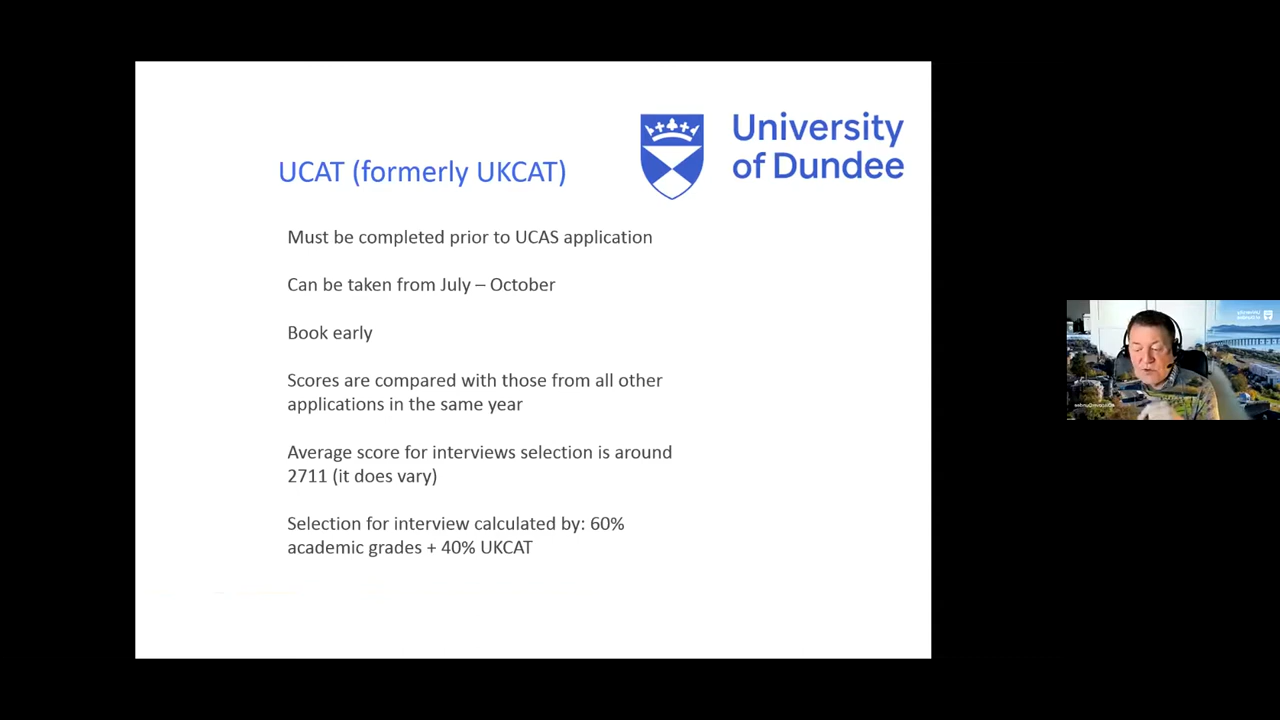 University
of Dundee
UCAT (formerly UKCAT)
Must be completed prior to UCAS application
Can be taken from July – October
Book early
Scores are compared with those from all other
applications in the same year
Average score for interviews selection is around
2711 (it does vary)
Selection for interview calculated by: 60%
academic grades + 40% UKCAT